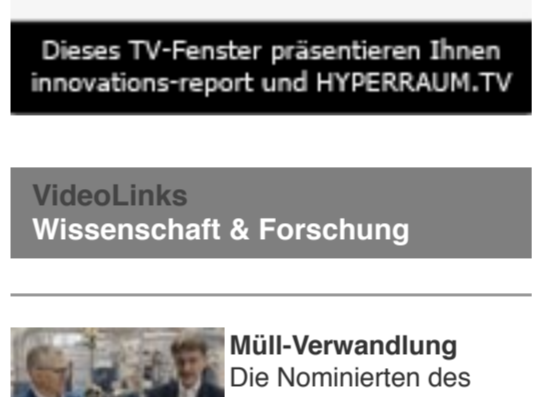 Dieses TV-Fenster präsentieren Ihnen
innovations-report und HYPERRAUM.TV
VideoLinks
Wissenschaft & Forschung
Müll-Verwandlung
Die Nominierten des